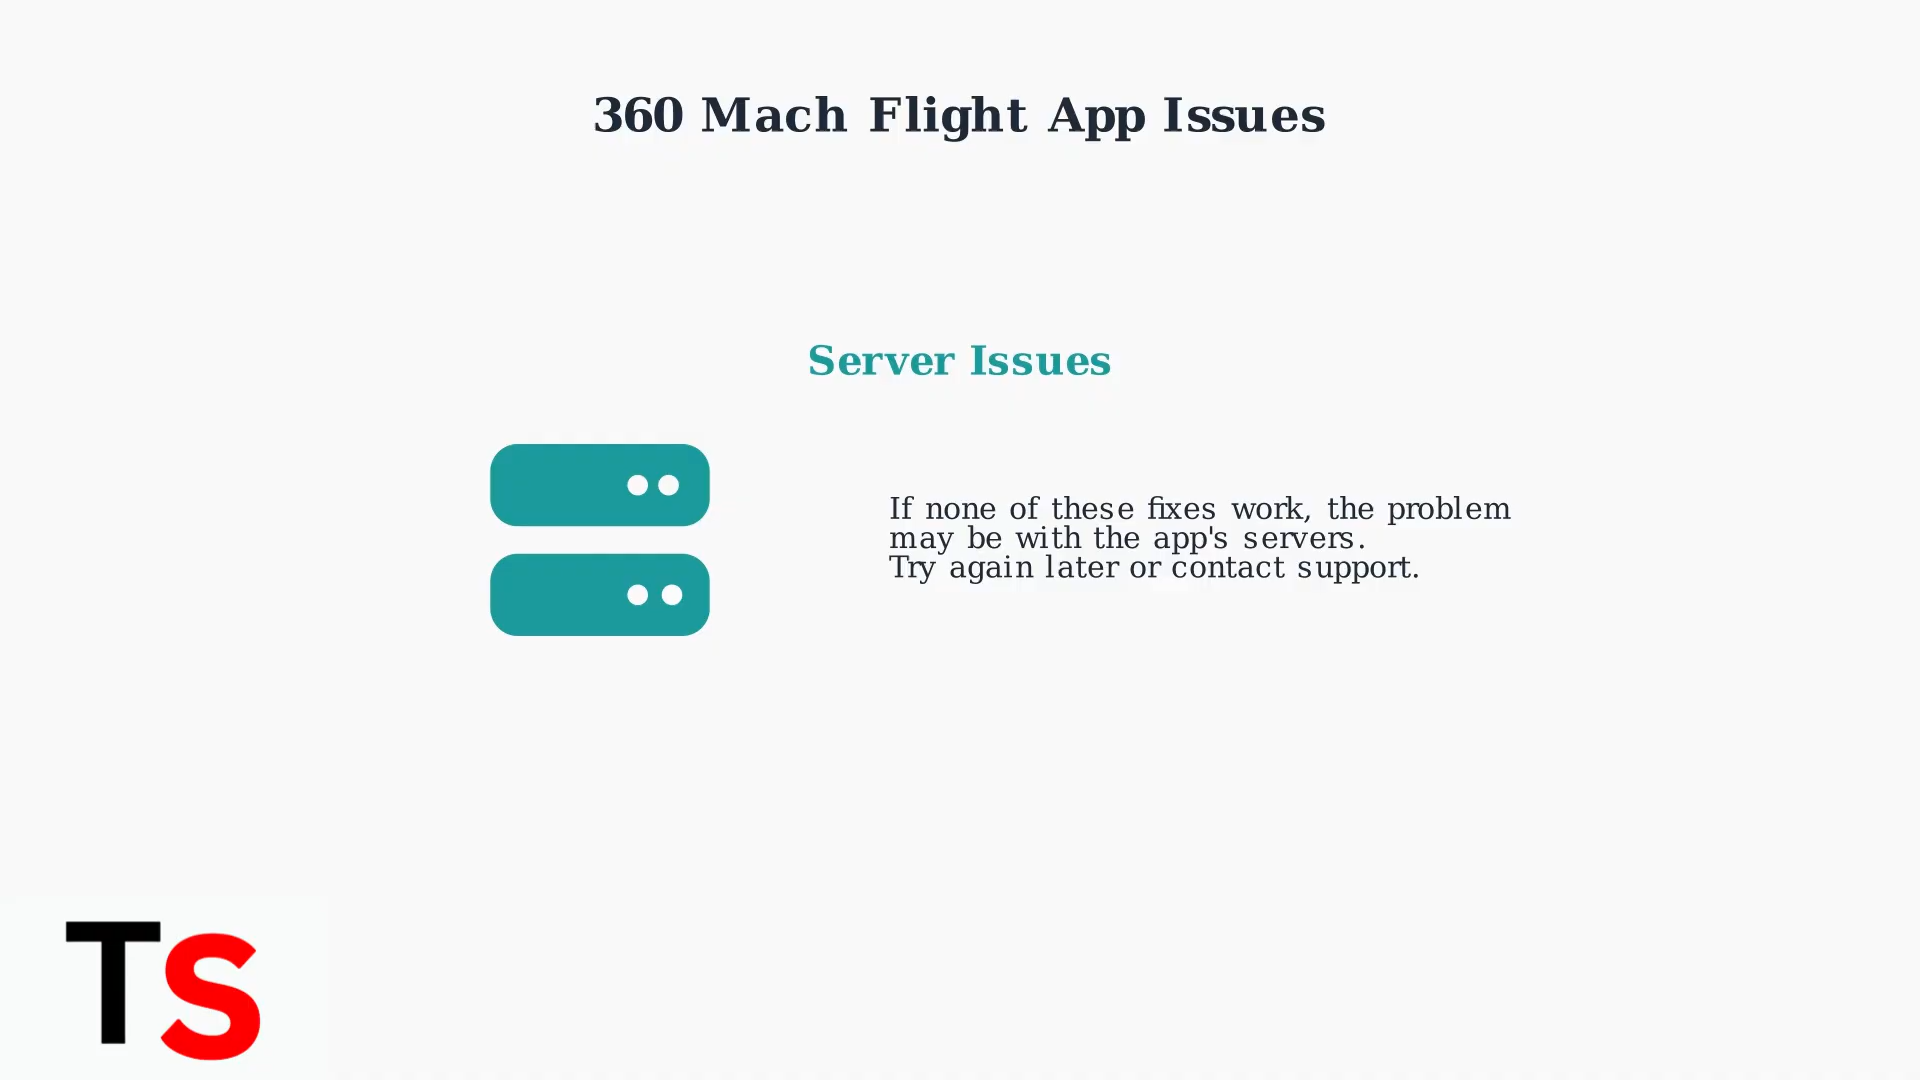 360 Mach Flight App Issues
Server Issues
If none of these fixes work, the problem
may be with the app's servers.
Try again later or contact support.
TS